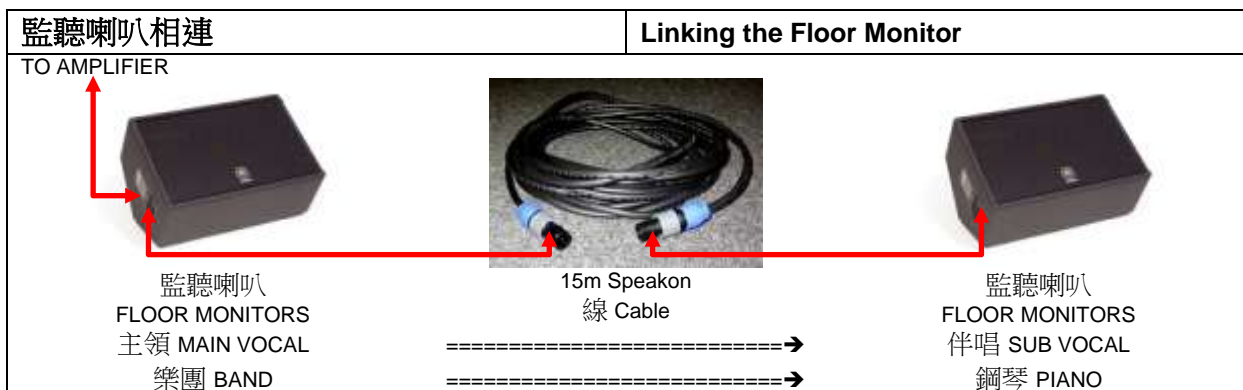 監聽喇叭相連 Linking the Floor Monitor
TO AMPLIFIER
監聽喇叭 15m Speakon 監聽喇叭
FLOOR MONITORS 線 Cable FLOOR MONITORS
主領 MAIN VOCAL ===========================➔ 伴唱 SUB VOCAL
樂團 BAND ===========================➔ 鋼琴 PIANO